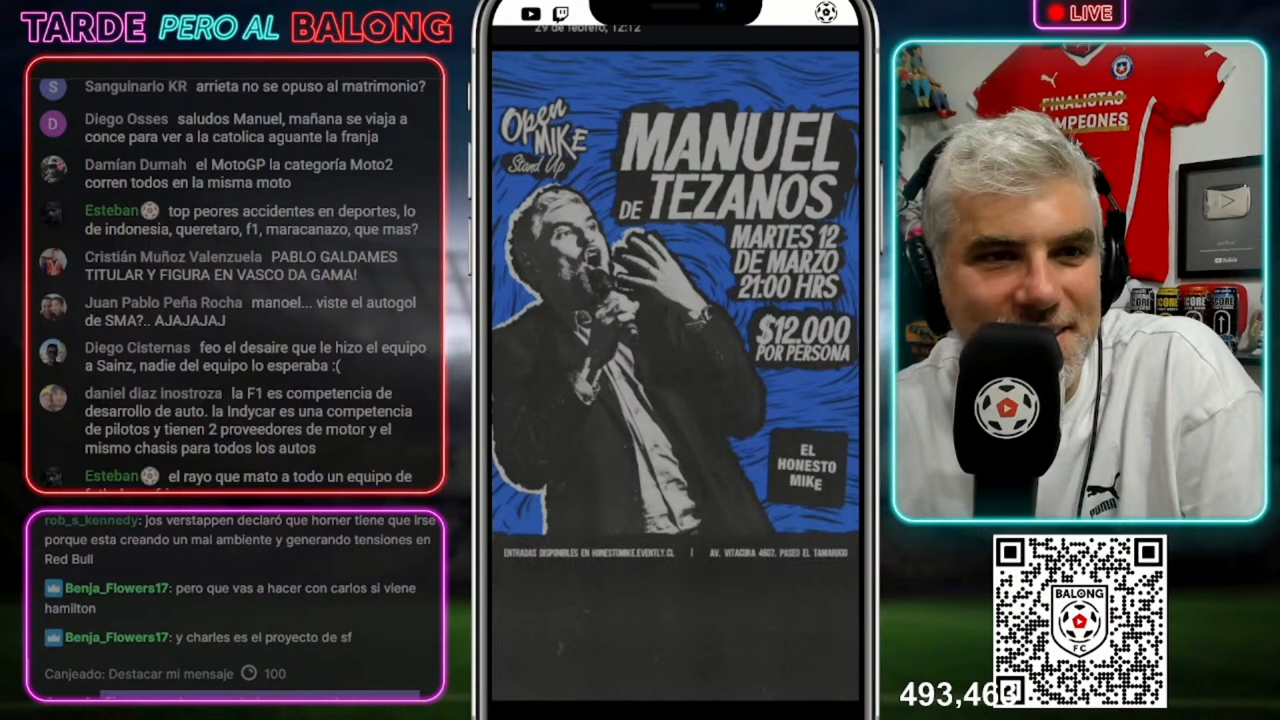 TARDE PERO AL BALONG
Sanguinario KR arrieta no se opuso al matrimonio?
Diego Osses saludos Manuel, mañana se viaja a
conce para ver a la catolica aguante la franja
Damían Dumah el MotoGP la categoría Moto2
corren todos en la misma moto
Esteban top peores accidentes en deportes, lo
de indonesia, queretaro, f1, maracanazo, que mas?
Cristián Muñoz Valenzuela PABLO GALDAMES
TITULAR Y FIGURA EN VASCO DA GAMA!
Juan Pablo Peña Rocha manoel... viste el autogol
de SMA?.. AJAJAJAJ
Diego Cisternas feo el desaire que le hizo el equipo
a Sainz, nadie del equipo lo esperaba :(
daniel diaz inostroza la F1 es competencia de
desarrollo de auto. la Indycar es una competencia
de pilotos y tienen 2 proveedores de motor y el
mismo chasis para todos los autos
Esteban el rayo que mato a todo un equipo de
rob_s_kennedy: jos verstappen declaró que horner tiene que irse
porque esta creando un mal ambiente y generando tensiones en
Red Bull
Benja_Flowers17: pero que vas a hacer con carlos si viene
hamilton
Benja_Flowers17: y charles es el proyecto de sf
Canjeado: Destacar mi mensaje 100
29 de febrero, 12:12
Open
MIKE
Stand Up
MANUEL
DE TEZANOS
MARTES 12
DE MARZO
21:00 HRS
$12.000
POR PERSONA
EL
HONESTO
MIKE
ENTRADAS DISPONIBLES EN HONESTOMIKE.EVENTLY.CL | AV. VITACURA 4607. PASEO EL TAMARUGO
LIVE
FINALISTAS
CORE
CORE
CORE
YouTube
PUMA
BALONG
FC